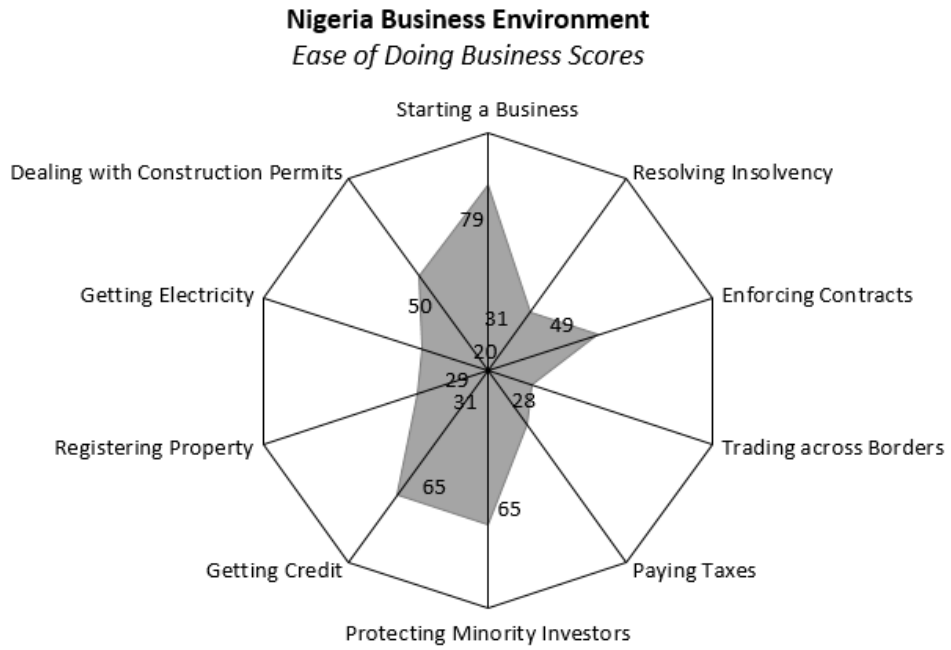 Nigeria Business Environment
Ease of Doing Business Scores
Starting a Business
Dealing with Construction Permits
Resolving Insolvency
79
Getting Electricity
Enforcing Contracts
50
31
49
20
29
31
28
Registering Property
Trading across Borders
65
65
Getting Credit
Paying Taxes
Protecting Minority Investors